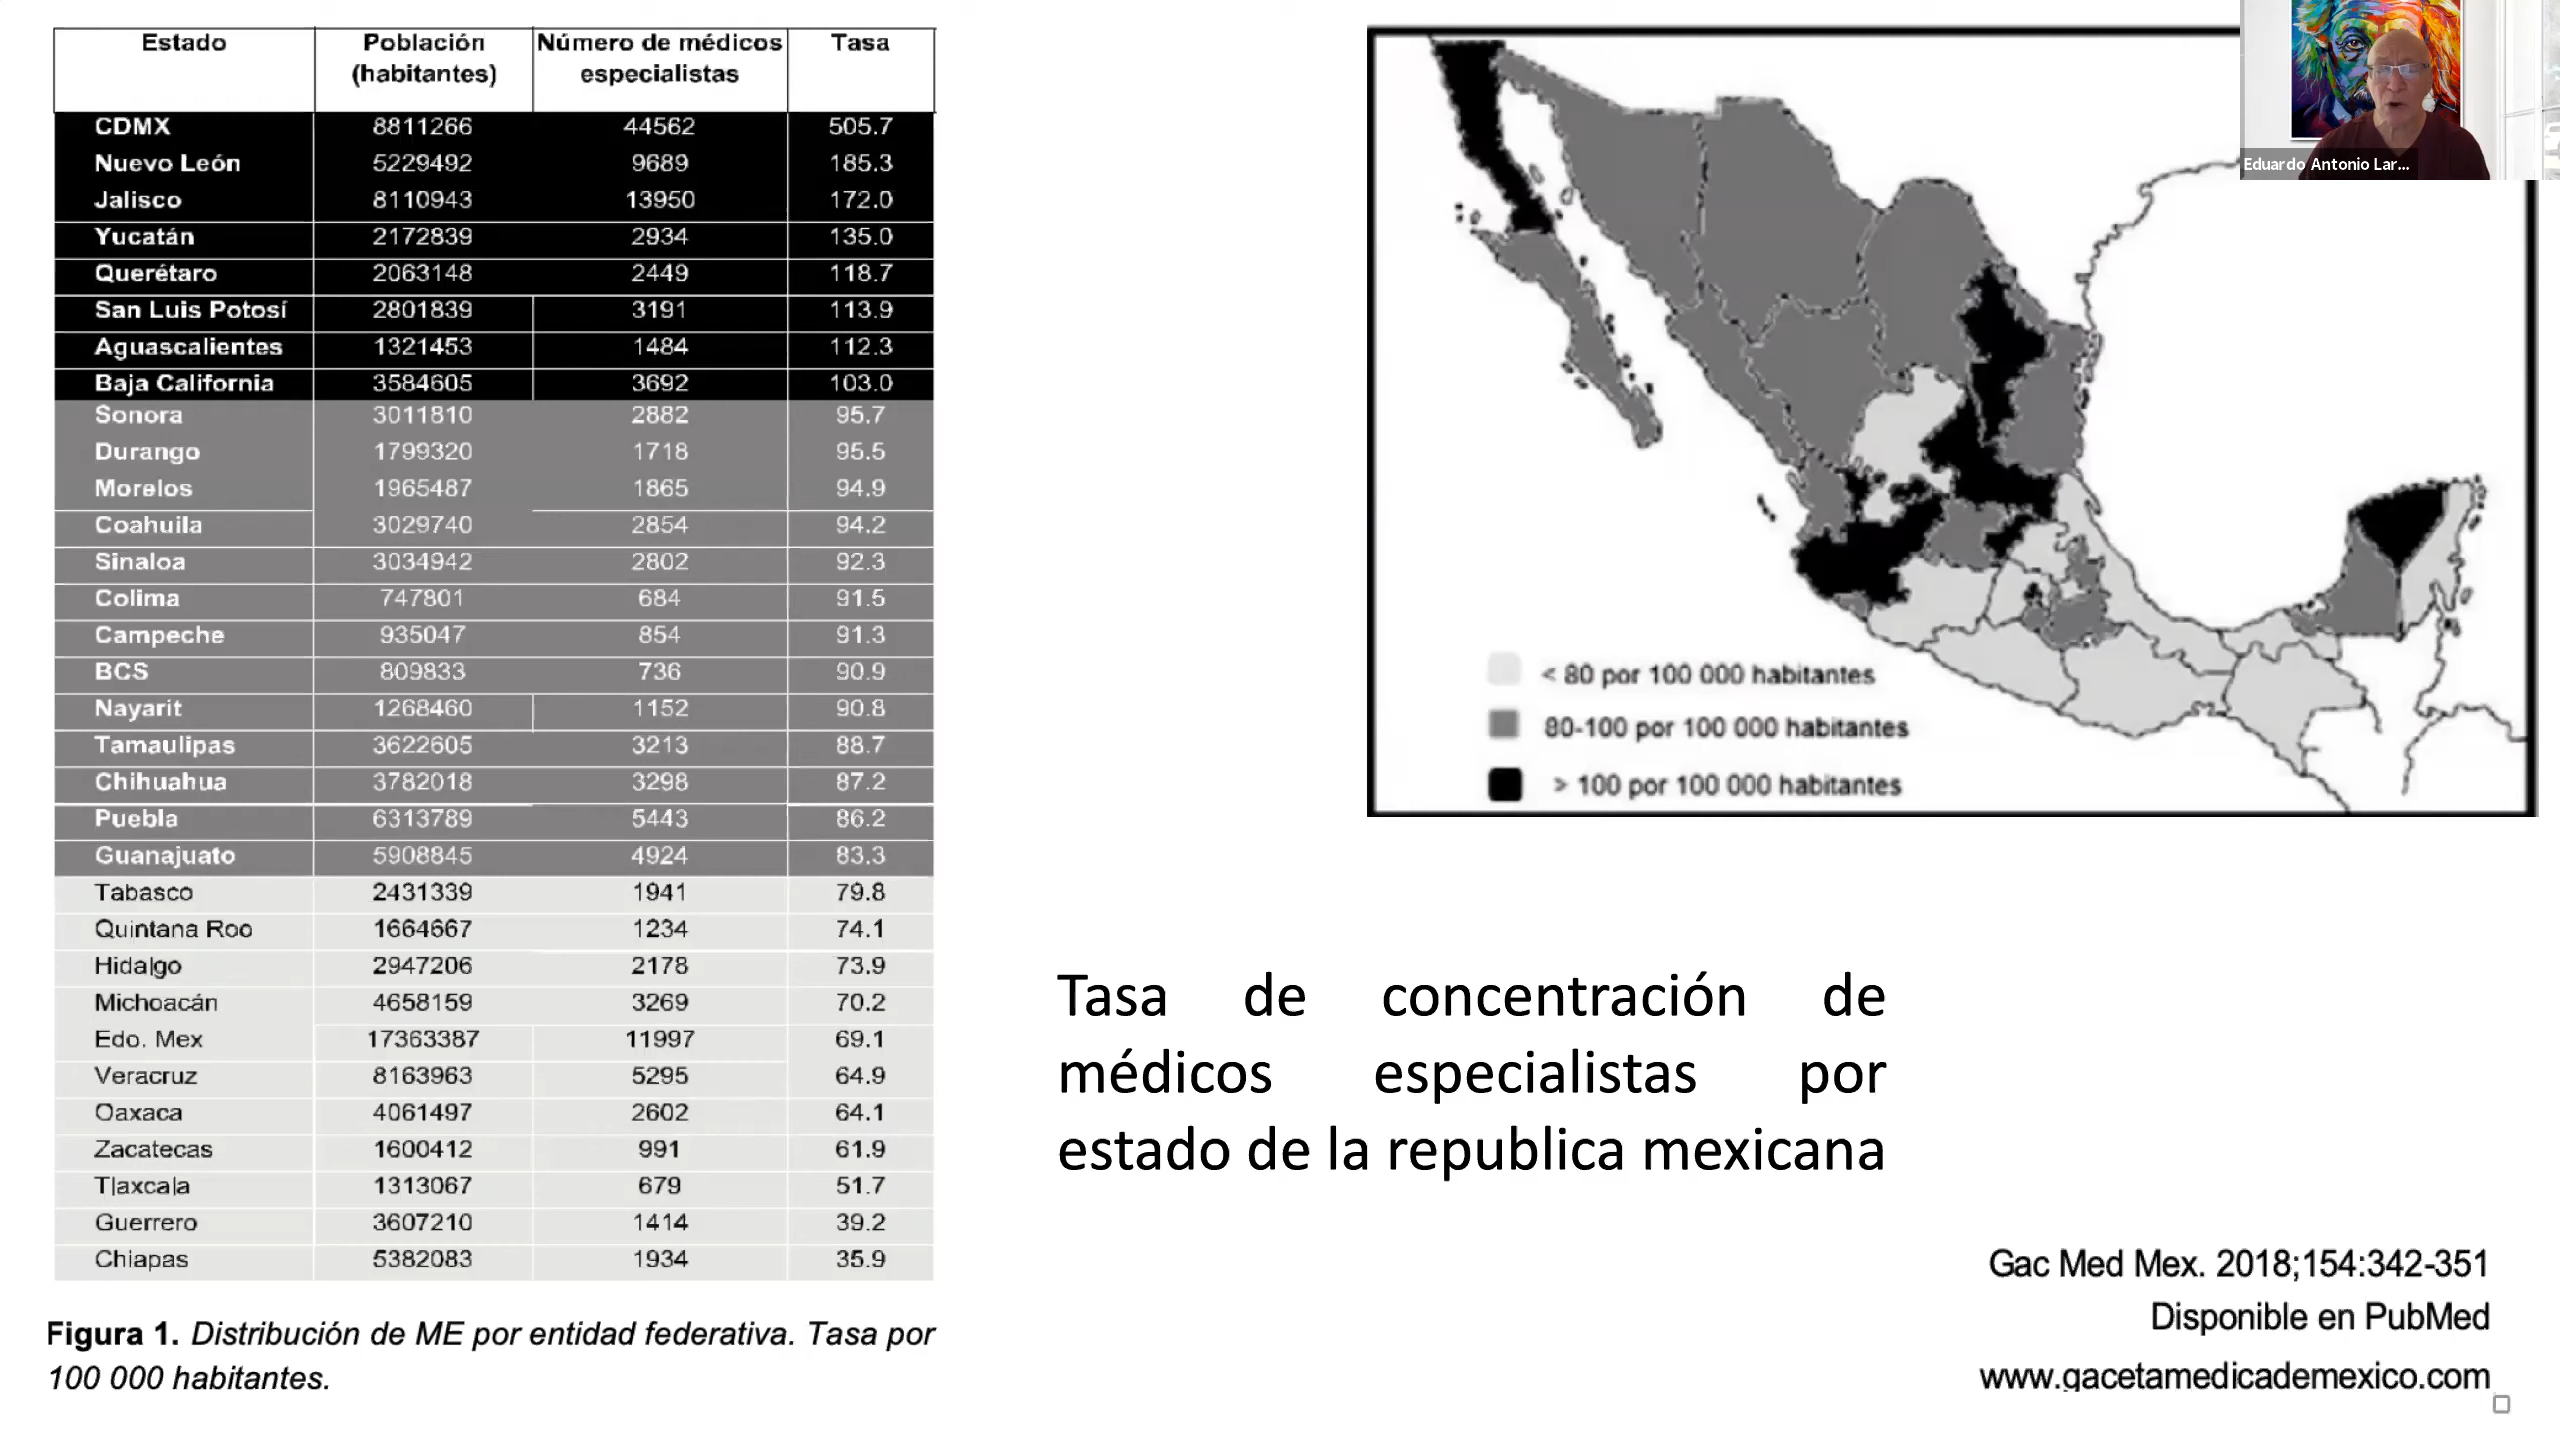 Estado Población (habitantes) Número de médicos especialistas Tasa
CDMX 8811266 44562 505.7
Nuevo León 5229492 9689 185.3
Jalisco 8110943 13950 172.0
Yucatán 2172839 2934 135.0
Querétaro 2063148 2449 118.7
San Luis Potosí 2801839 3191 113.9
Aguascalientes 1321453 1484 112.3
Baja California 3584605 3692 103.0
Sonora 3011810 2882 95.7
Durango 1799320 1718 95.5
Morelos 1965487 1865 94.9
Coahuila 3029740 2854 94.2
Sinaloa 3034942 2802 92.3
Colima 747801 684 91.5
Campeche 935047 854 91.3
BCS 809833 736 90.9
Nayarit 1268460 1152 90.8
Tamaulipas 3622605 3213 88.7
Chihuahua 3782018 3298 87.2
Puebla 6313789 5443 86.2
Guanajuato 5908845 4924 83.3
Tabasco 2431339 1941 79.8
Quintana Roo 1664667 1234 74.1
Hidalgo 2947206 2178 73.9
Michoacán 4658159 3269 70.2
Edo. Mex 17363387 11997 69.1
Veracruz 8163963 5295 64.9
Oaxaca 4061497 2602 64.1
Zacatecas 1600412 991 61.9
Tlaxcala 1313067 679 51.7
Guerrero 3607210 1414 39.2
Chiapas 5382083 1934 35.9
Figura 1. Distribución de ME por entidad federativa. Tasa por
100 000 habitantes.
Eduardo Antonio Lar...
< 80 por 100 000 habitantes
80-100 por 100 000 habitantes
> 100 por 100 000 habitantes
Tasa de concentración de
médicos especialistas por
estado de la republica mexicana
Gac Med Mex. 2018;154:342-351
Disponible en PubMed
www.gacetamedicademexico.com